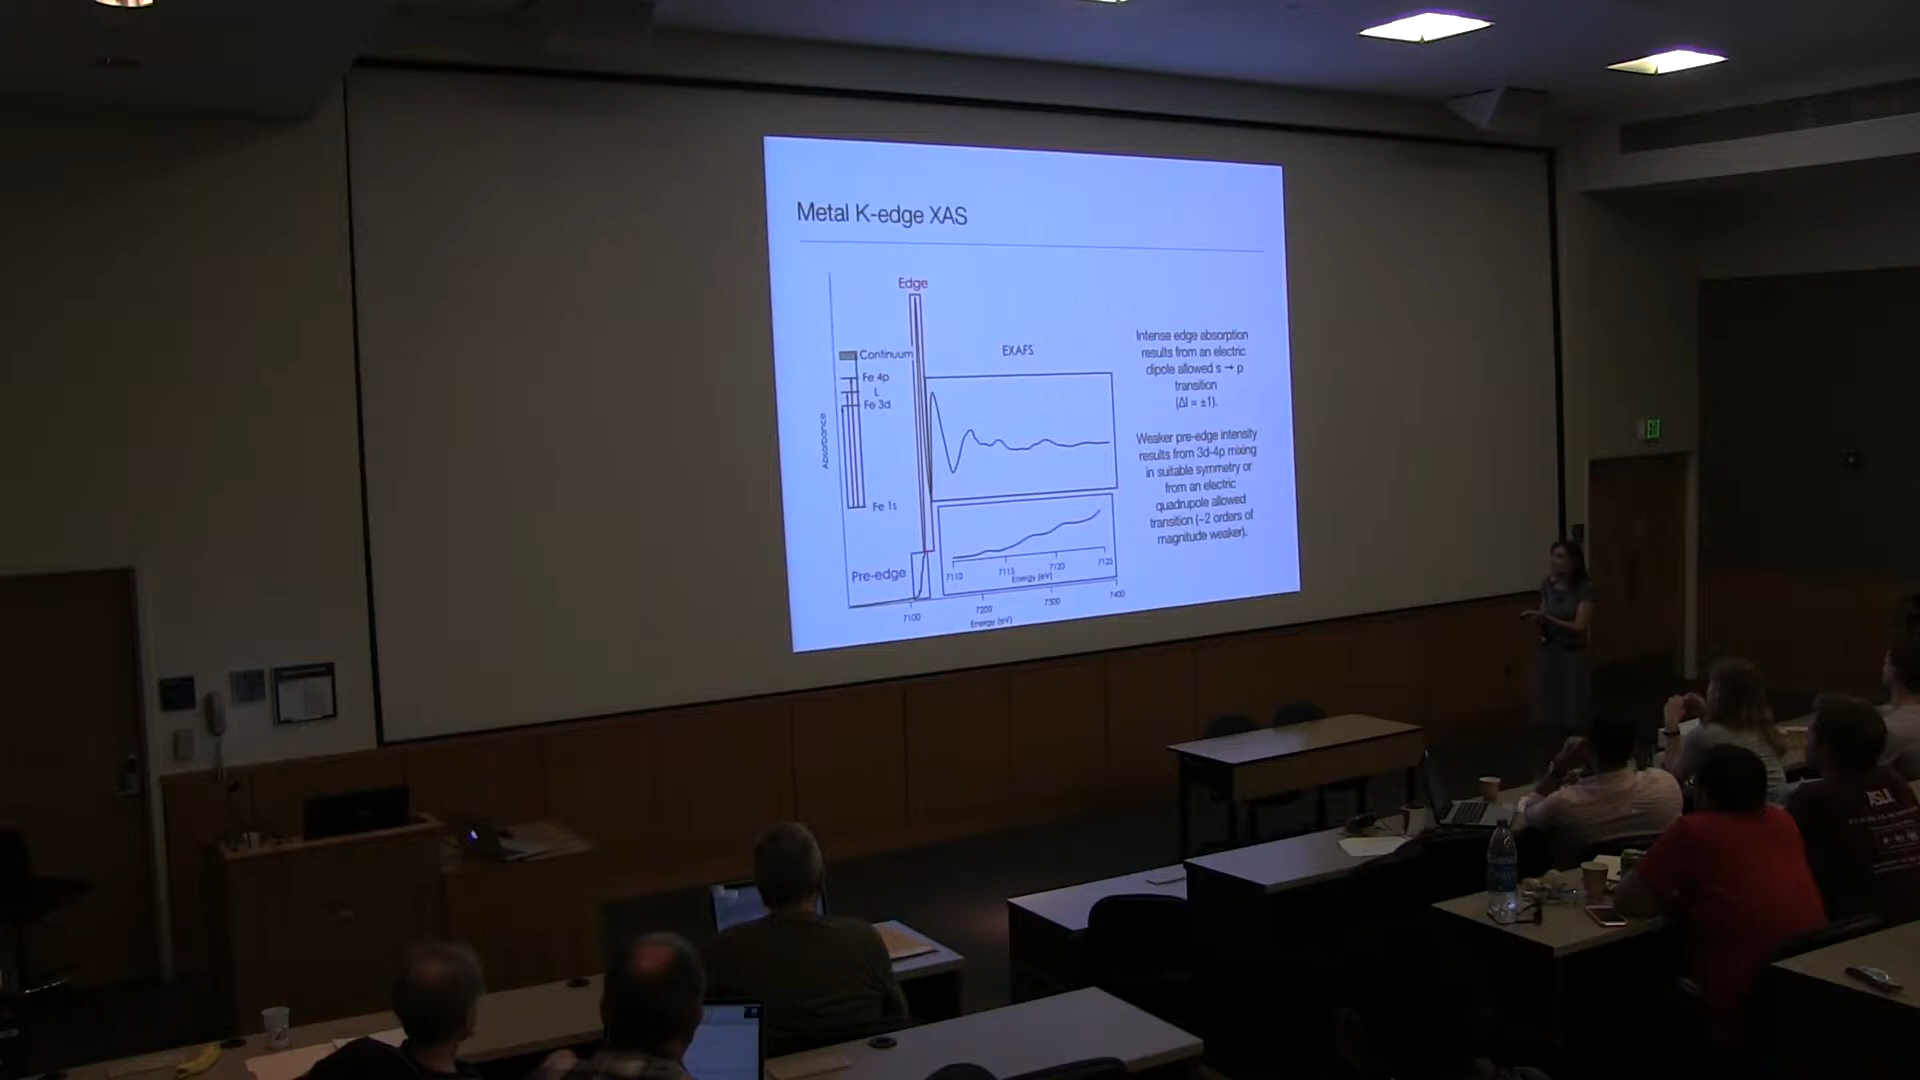 Metal K-edge XAS
Edge
Continuum
EXAFS
Fe 4p
L
Fe 3d
Absorbance
Fe 1s
Pre-edge
7110
7115
7120
7125
Energy (eV)
7100
7200
7300
7400
Energy (eV)
Intense edge absorption
results from an electric
dipole allowed s → p
transition
(Δl = ±1).
Weaker pre-edge intensity
results from 3d-4p mixing
in suitable symmetry or
from an electric
quadrupole allowed
transition (~2 orders of
magnitude weaker).
EXIT
ASU